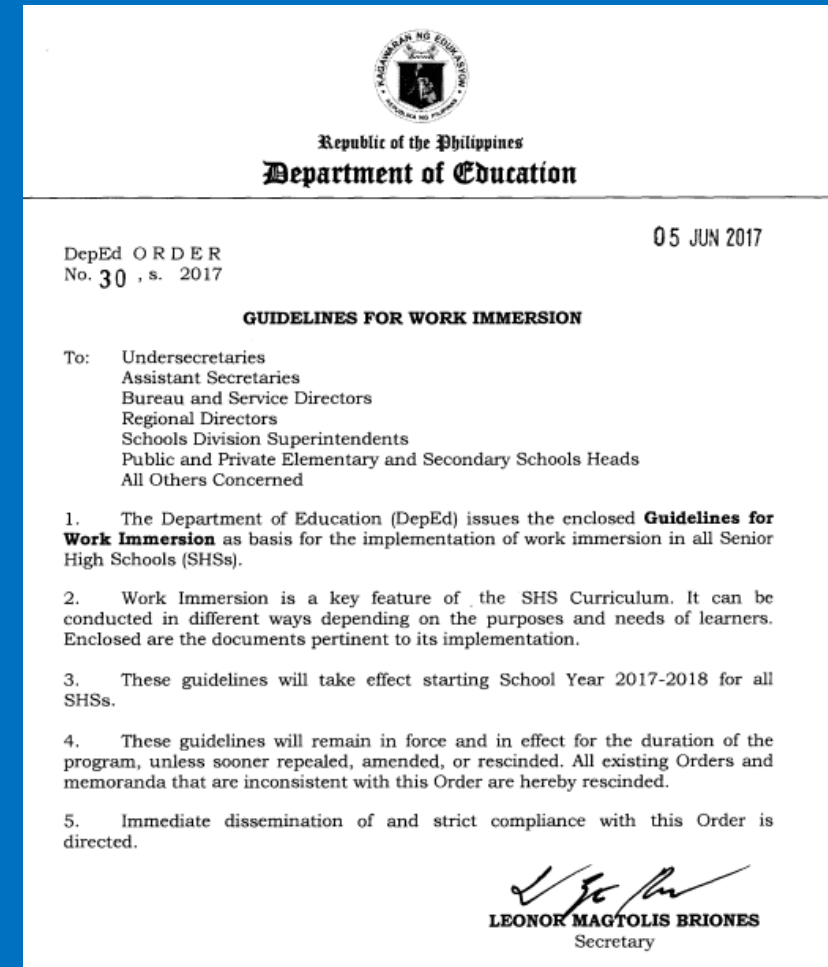 KAGAWARAN NG EDUKASYON
REPUBLIKA NG PILIPINAS
Republic of the Philippines
Department of Education
05 JUN 2017
DepEd O R D E R
No. 30 , s. 2017
GUIDELINES FOR WORK IMMERSION
To: Undersecretaries
Assistant Secretaries
Bureau and Service Directors
Regional Directors
Schools Division Superintendents
Public and Private Elementary and Secondary Schools Heads
All Others Concerned
1. The Department of Education (DepEd) issues the enclosed Guidelines for
Work Immersion as basis for the implementation of work immersion in all Senior
High Schools (SHSs).
2. Work Immersion is a key feature of the SHS Curriculum. It can be
conducted in different ways depending on the purposes and needs of learners.
Enclosed are the documents pertinent to its implementation.
3. These guidelines will take effect starting School Year 2017-2018 for all
SHSs.
4. These guidelines will remain in force and in effect for the duration of the
program, unless sooner repealed, amended, or rescinded. All existing Orders and
memoranda that are inconsistent with this Order are hereby rescinded.
5. Immediate dissemination of and strict compliance with this Order is
directed.
LEONOR MAGTOLIS BRIONES
Secretary